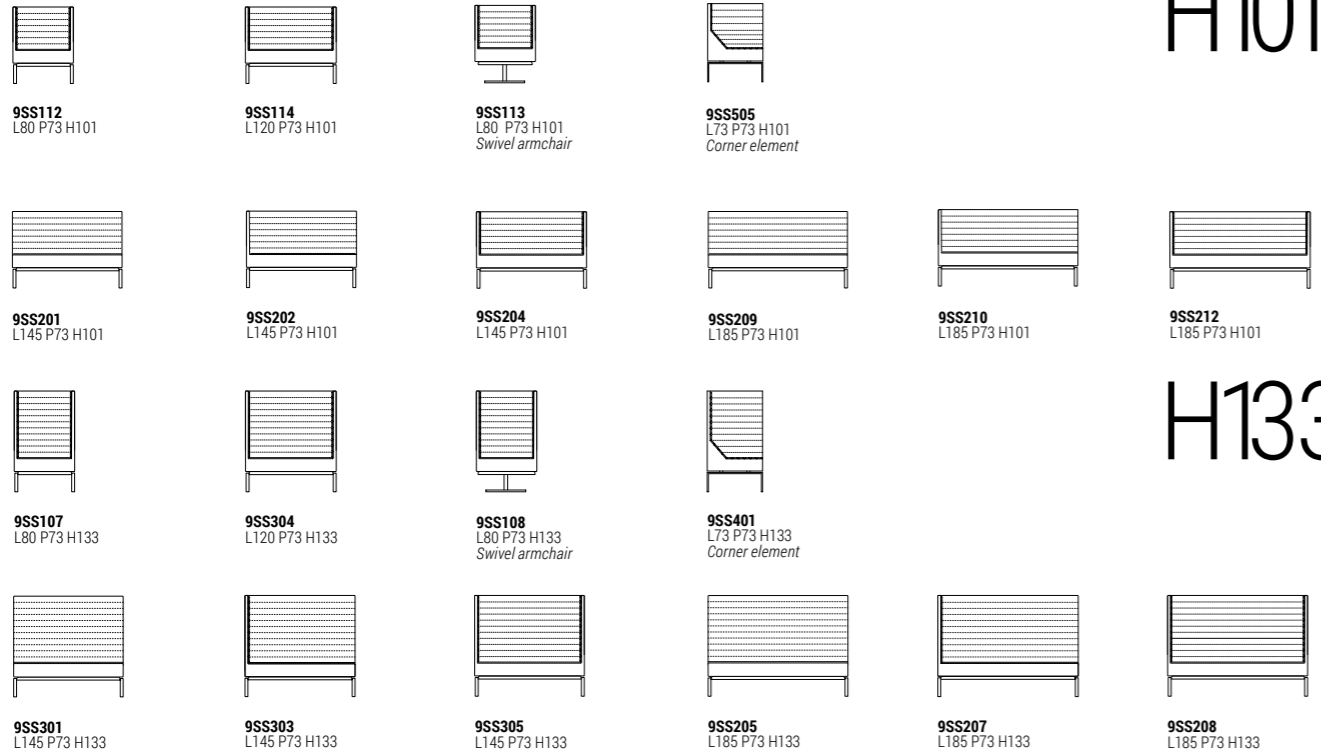 H101
9SS112
L80 P73 H101
9SS114
L120 P73 H101
9SS113
L80 P73 H101
Swivel armchair
9SS505
L73 P73 H101
Corner element
9SS201
L145 P73 H101
9SS202
L145 P73 H101
9SS204
L145 P73 H101
9SS209
L185 P73 H101
9SS210
L185 P73 H101
9SS212
L185 P73 H101
H133
9SS107
L80 P73 H133
9SS304
L120 P73 H133
9SS108
L80 P73 H133
Swivel armchair
9SS401
L73 P73 H133
Corner element
9SS301
L145 P73 H133
9SS303
L145 P73 H133
9SS305
L145 P73 H133
9SS205
L185 P73 H133
9SS207
L185 P73 H133
9SS208
L185 P73 H133